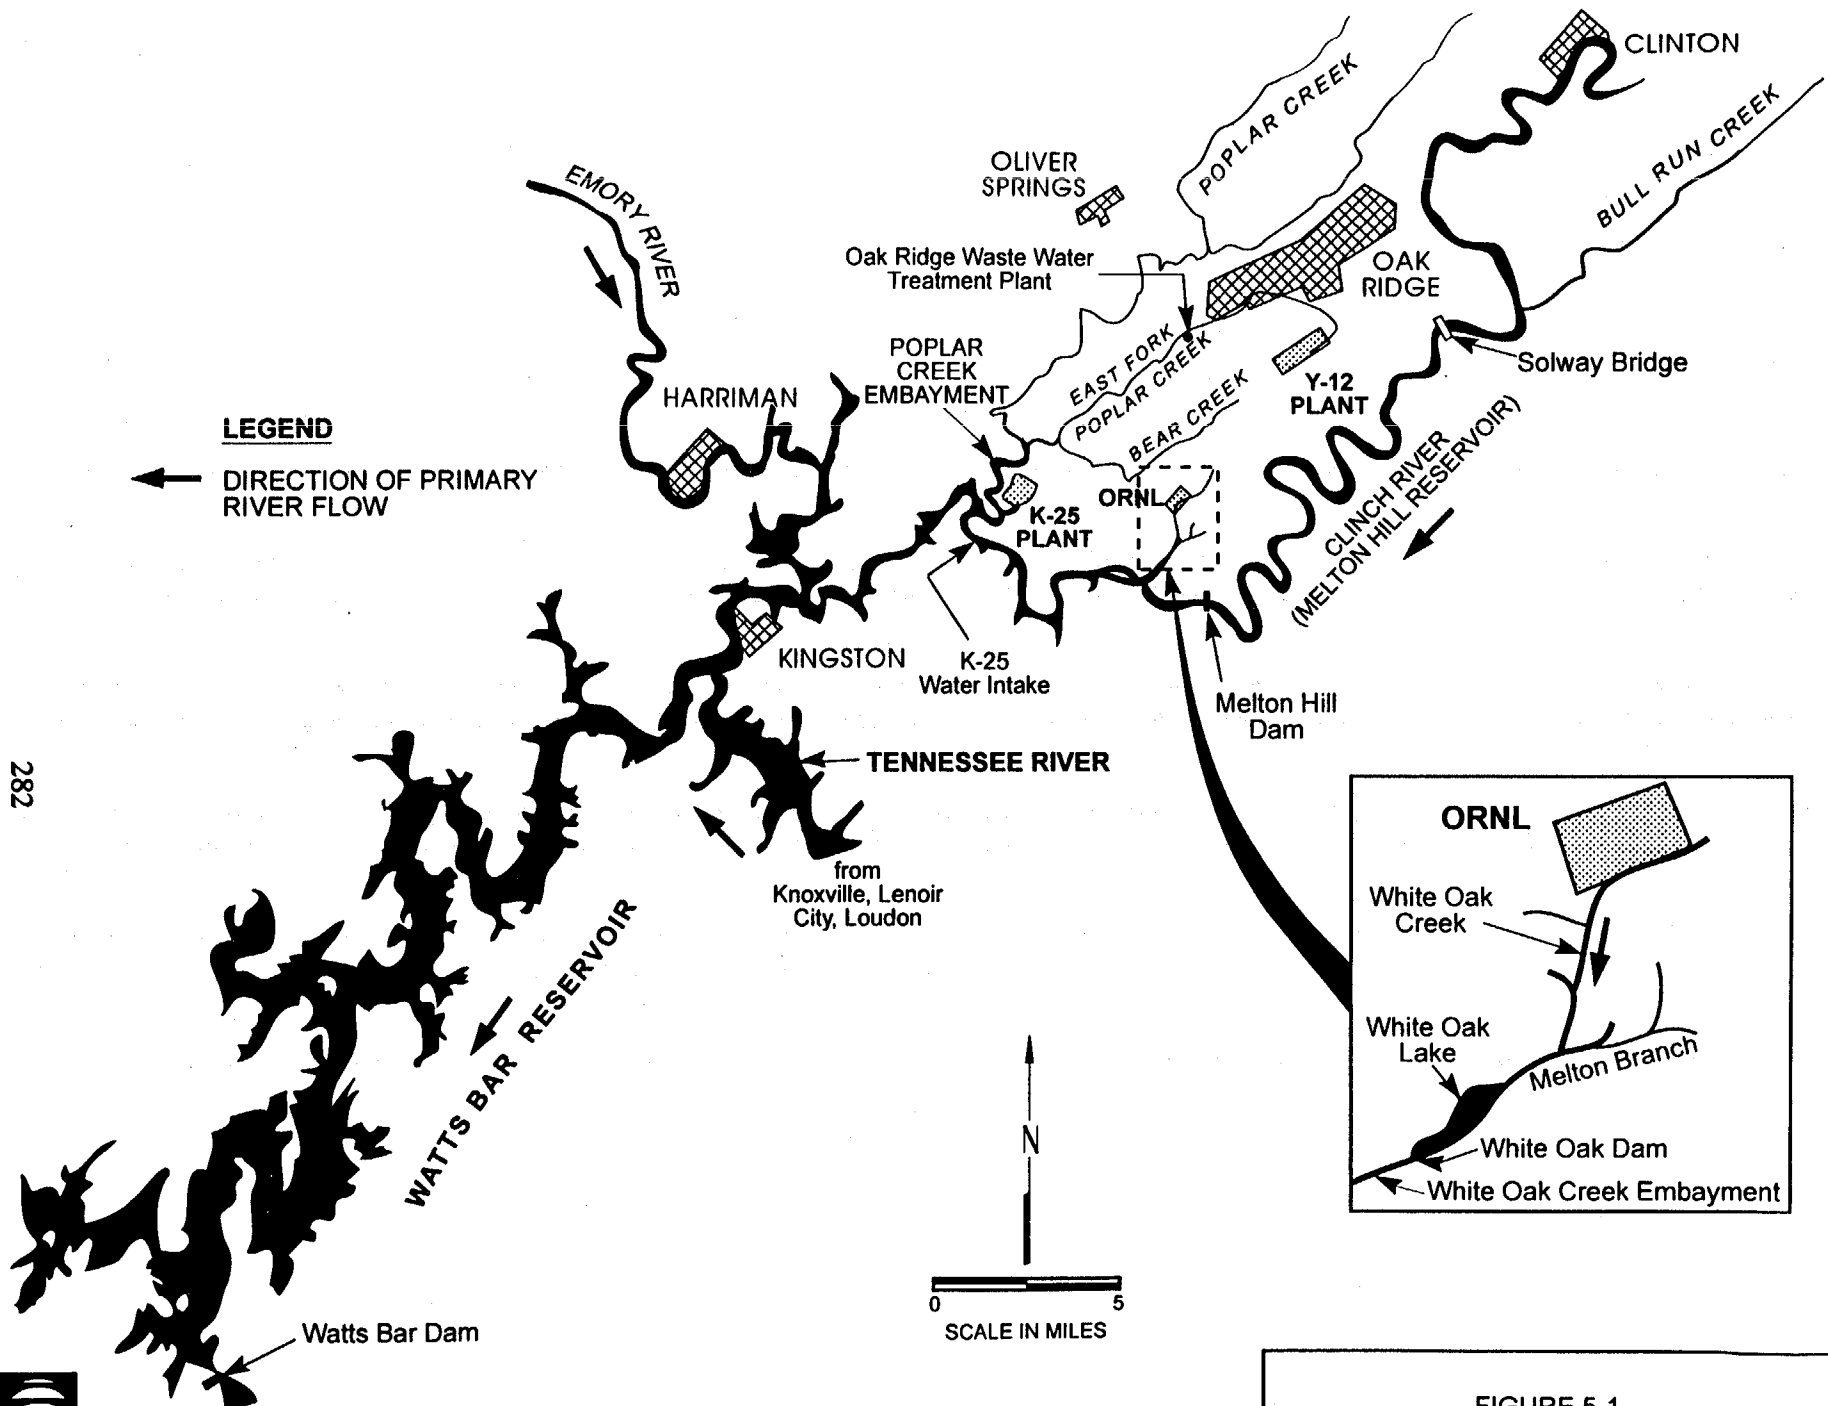 CLINTON
POPLAR CREEK
BULL RUN CREEK
OLIVER
SPRINGS
EMORY RIVER
Oak Ridge Waste Water
Treatment Plant
OAK
RIDGE
POPLAR
CREEK
EMBAYMENT
EAST FORK
POPLAR CREEK
BEAR CREEK
Y-12
PLANT
Solway Bridge
HARRIMAN
LEGEND
DIRECTION OF PRIMARY
RIVER FLOW
ORNL
K-25
PLANT
CLINCH RIVER
(MELTON HILL RESERVOIR)
KINGSTON
K-25
Water Intake
Melton Hill
Dam
TENNESSEE RIVER
from
Knoxville, Lenoir
City, Loudon
282
WATTS BAR RESERVOIR
ORNL
White Oak
Creek
White Oak
Lake
Melton Branch
White Oak Dam
White Oak Creek Embayment
N
0 5
SCALE IN MILES
Watts Bar Dam
FIGURE 5-1